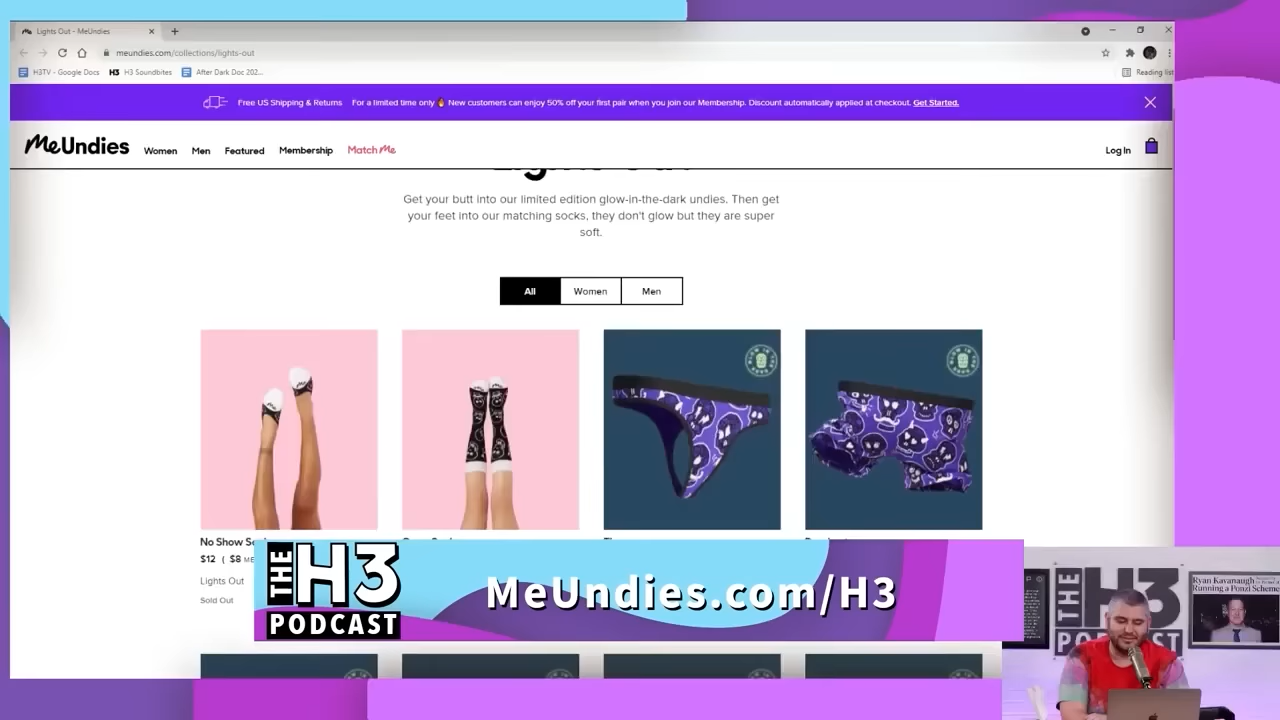 Lights Out - MeUndies
meundies.com/collections/lights-out
H3TV - Google Docs H3 H3 Soundbites After Dark Doc 202... Reading list
Free US Shipping & Returns For a limited time only 🔥 New customers can enjoy 50% off your first pair when you join our Membership. Discount automatically applied at checkout. Get Started.
MeUndies Women Men Featured Membership Match Me Log In
Get your butt into our limited edition glow-in-the-dark undies. Then get
your feet into our matching socks, they don't glow but they are super
soft.
All Women Men
No Show
$12 ( $8
Lights Out
Sold Out
THE H3 PODCAST
MeUndies.com/H3
THE H3 PODCAST
Ryan Kavanaugh
Running a Ponzi Scheme